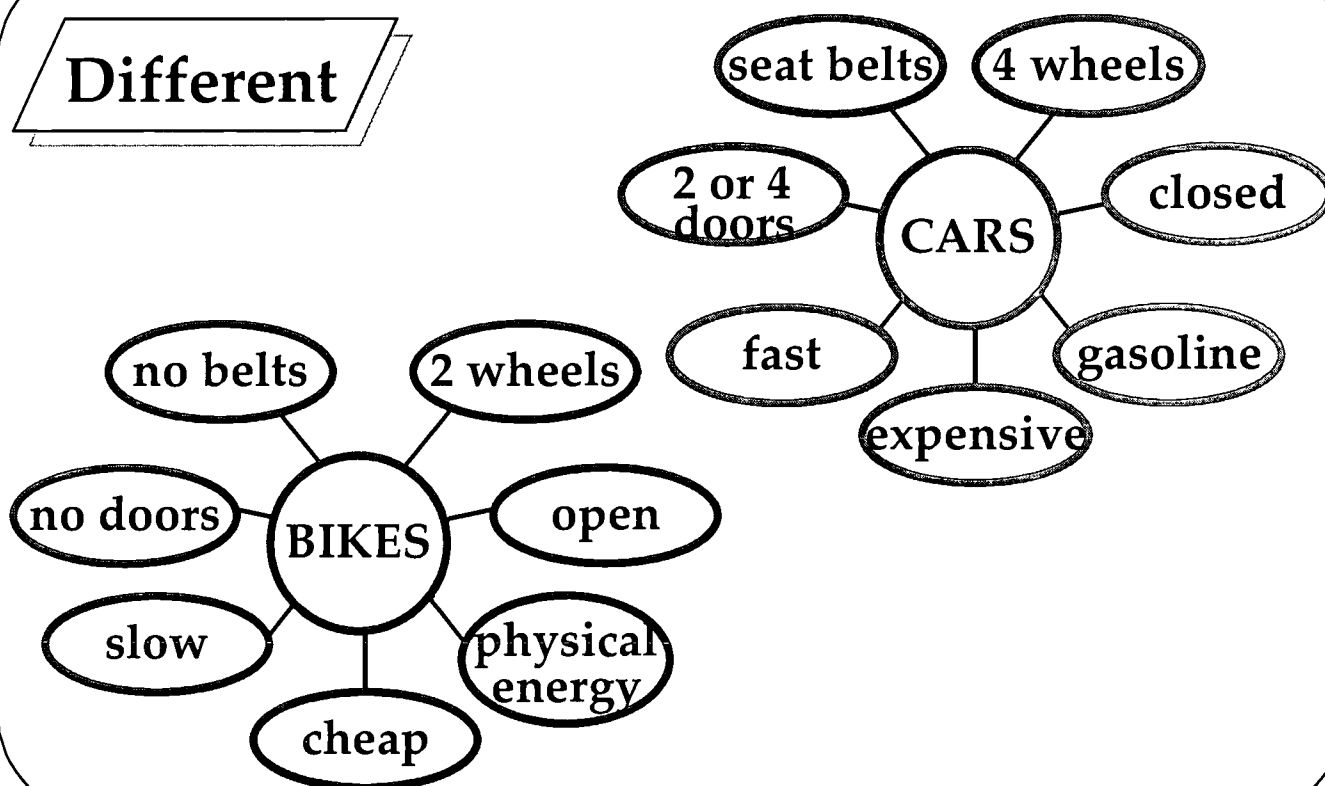 Different
seat belts
4 wheels
2 or 4
doors
closed
CARS
fast
gasoline
expensive
no belts
2 wheels
no doors
open
BIKES
slow
physical
energy
cheap